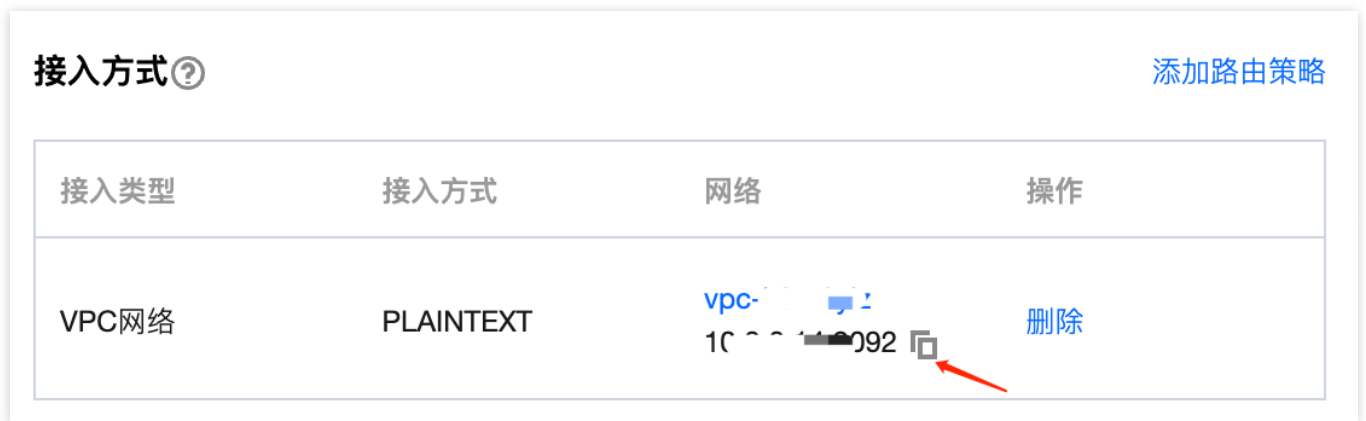 接入方式
添加路由策略
接入类型 接入方式 网络 操作
vpc-
VPC网络 PLAINTEXT 删除